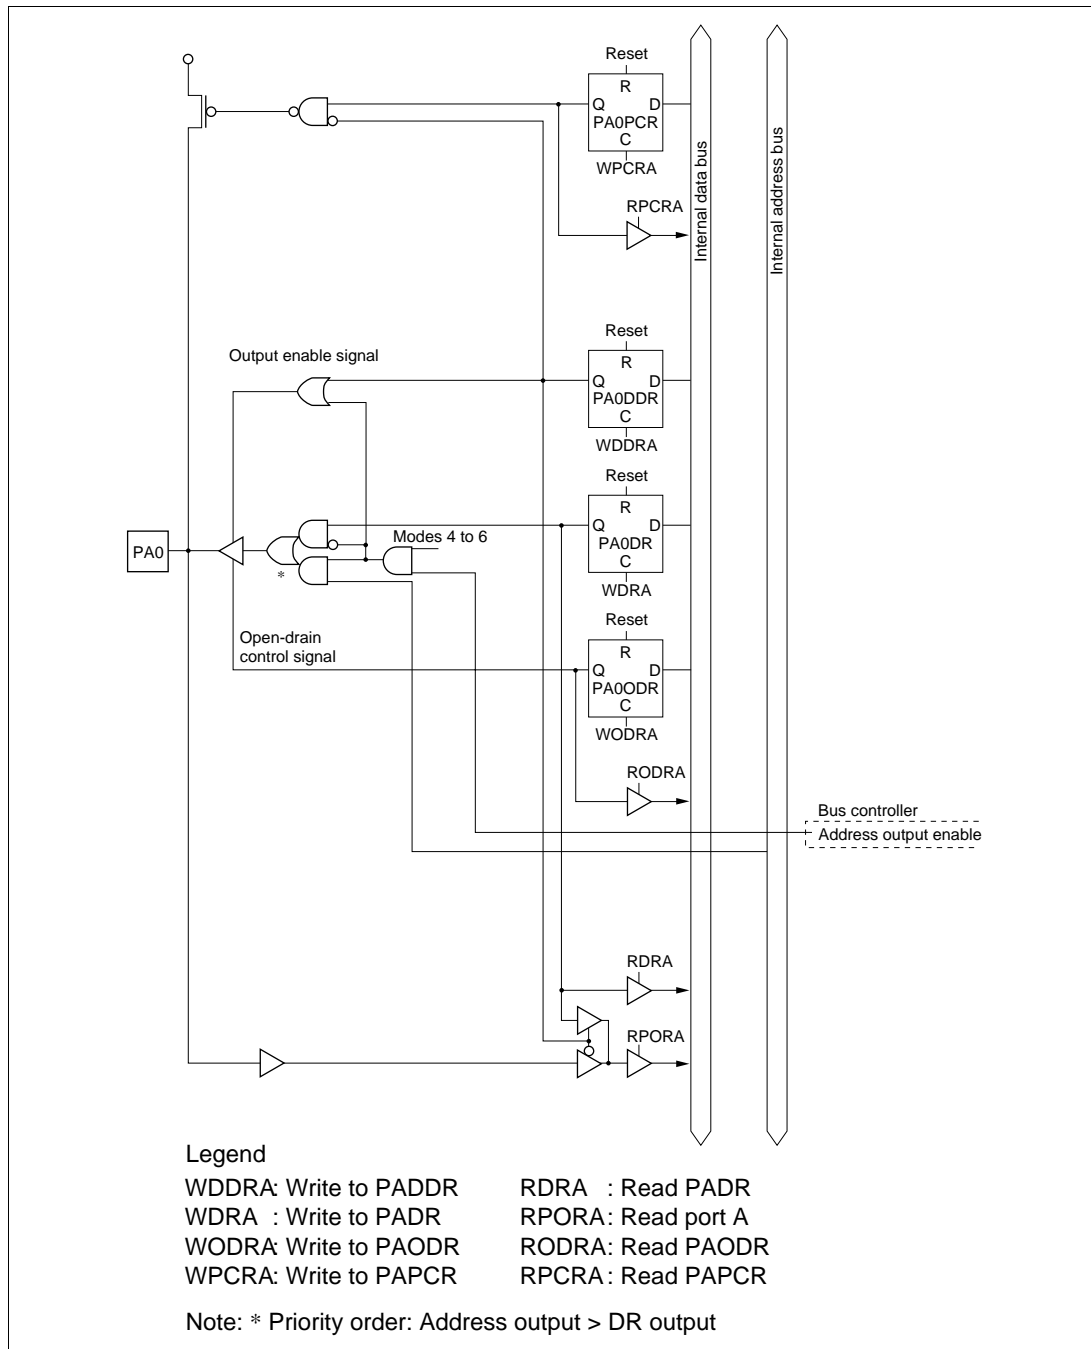 Reset
R
Q D
PA0PCR
C
WPCRA
RPCRA
Internal data bus
Internal address bus
Reset
Output enable signal
R
Q D
PA0DDR
C
WDDRA
Reset
R
Q D
Modes 4 to 6
PA0DR
PA0
C
*
WDRA
Reset
Open-drain
control signal
R
Q D
PA0ODR
C
WODRA
RODRA
Bus controller
Address output enable
RDRA
RPORA
Legend
WDDRA: Write to PADDR RDRA : Read PADR
WDRA : Write to PADR RPORA: Read port A
WODRA: Write to PAODR RODRA: Read PAODR
WPCRA: Write to PAPCR RPCRA : Read PAPCR
Note: * Priority order: Address output > DR output